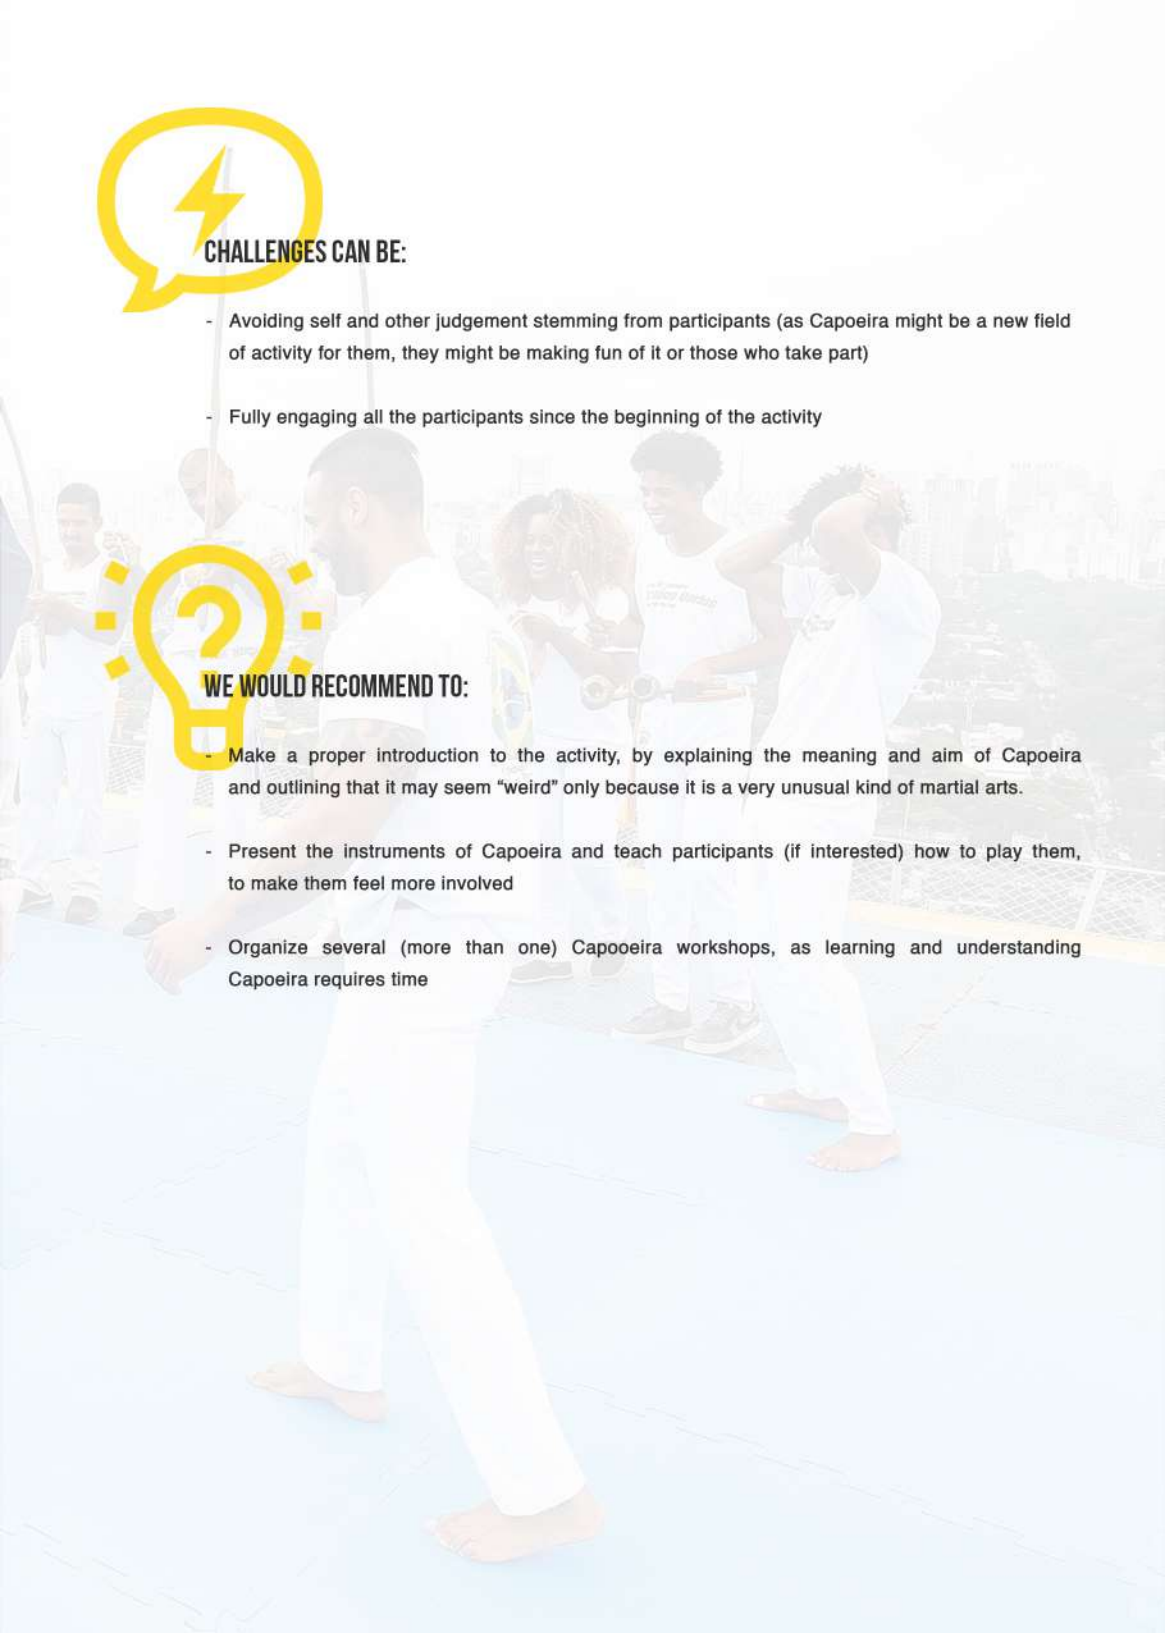 CHALLENGES CAN BE:
- Avoiding self and other judgement stemming from participants (as Capoeira might be a new field
of activity for them, they might be making fun of it or those who take part)
- Fully engaging all the participants since the beginning of the activity
WE WOULD RECOMMEND TO:
- Make a proper introduction to the activity, by explaining the meaning and aim of Capoeira
and outlining that it may seem “weird” only because it is a very unusual kind of martial arts.
- Present the instruments of Capoeira and teach participants (if interested) how to play them,
to make them feel more involved
- Organize several (more than one) Capooeira workshops, as learning and understanding
Capoeira requires time